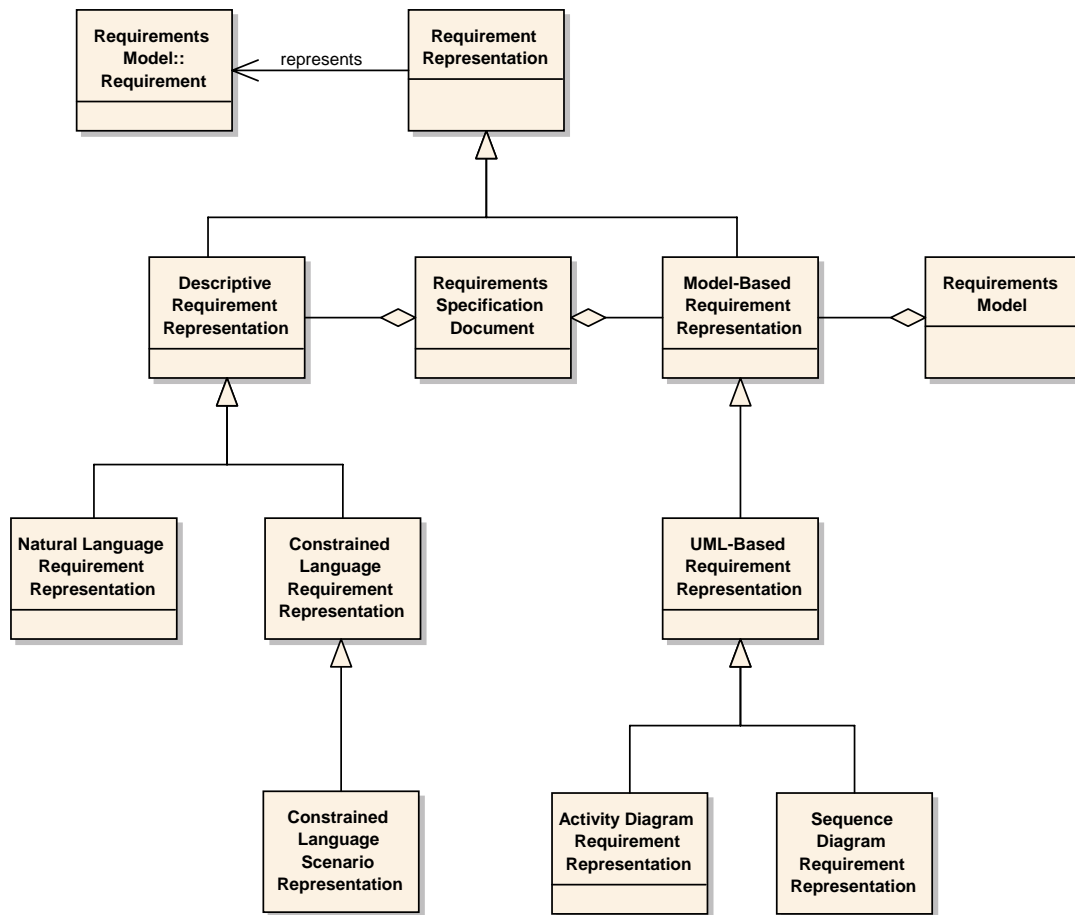 Requirements
Model::
Requirement
represents
Requirement
Representation
Descriptive
Requirement
Representation
Requirements
Specification
Document
Model-Based
Requirement
Representation
Requirements
Model
Natural Language
Requirement
Representation
Constrained
Language
Requirement
Representation
UML-Based
Requirement
Representation
Constrained
Language
Scenario
Representation
Activity Diagram
Requirement
Representation
Sequence
Diagram
Requirement
Representation